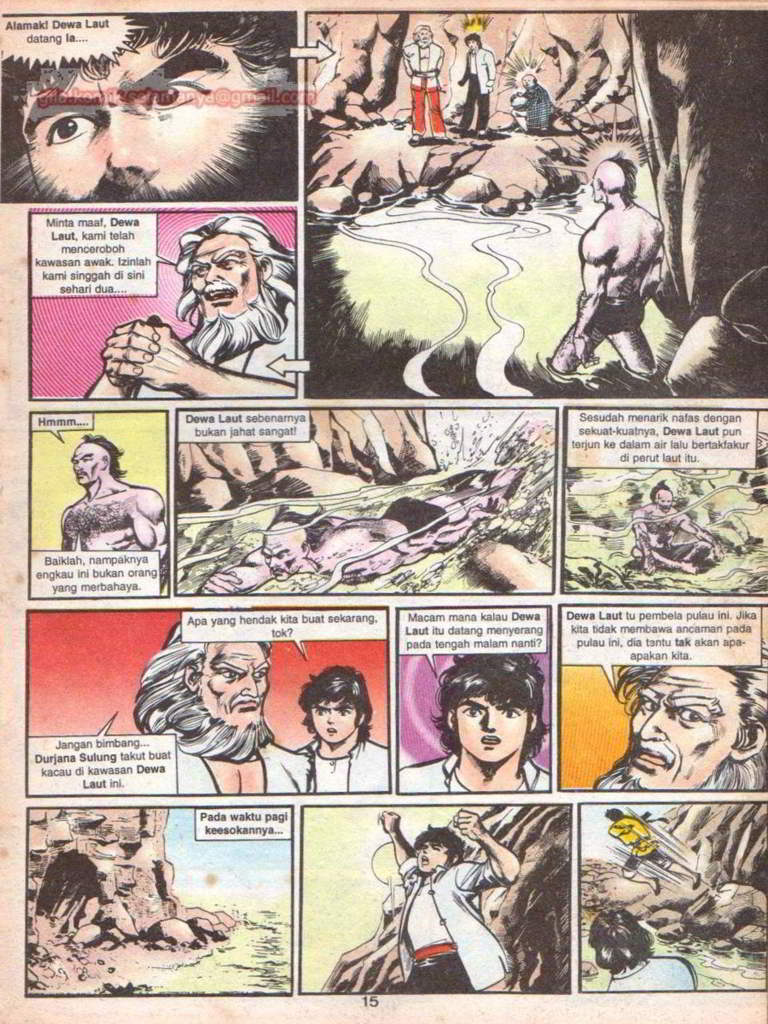 Alamak! Dewa Laut
datang la....
Minta maaf, Dewa
Laut, kami telah
menceroboh
kawasan awak. Izinlah
kami singgah di sini
sehari dua....
Hmmm....
Baiklah, nampaknya
engkau ini bukan orang
yang merbahaya.
Dewa Laut sebenarnya
bukan jahat sangat!
Sesudah menarik nafas dengan
sekuat-kuatnya, Dewa Laut pun
terjun ke dalam air lalu bertakfakur
di perut laut itu.
Apa yang hendak kita buat sekarang,
tok?
Jangan bimbang...
Durjana Sulung takut buat
kacau di kawasan Dewa
Laut ini.
Macam mana kalau Dewa
Laut itu datang menyerang
pada tengah malam nanti?
Dewa Laut tu pembela pulau ini. Jika
kita tidak membawa ancaman pada
pulau ini, dia tentu tak akan apa-
apakan kita.
Pada waktu pagi
keesokannya...
15